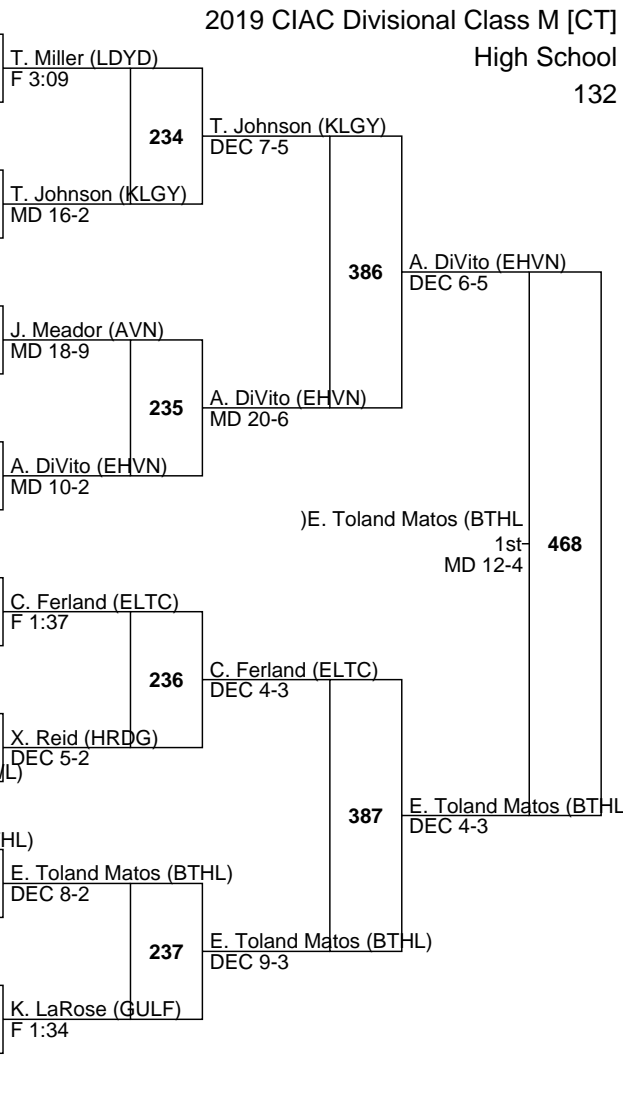 2019 CIAC Divisional Class M [CT]
High School
132
T. Miller (LDYD)
F 3:09
234
T. Johnson (KLGY)
DEC 7-5
T. Johnson (KLGY)
MD 16-2
386
A. DiVito (EHVN)
DEC 6-5
J. Meador (AVN)
MD 18-9
235
A. DiVito (EHVN)
MD 20-6
A. DiVito (EHVN)
MD 10-2
)E. Toland Matos (BTHL
1st
468
MD 12-4
C. Ferland (ELTC)
F 1:37
236
C. Ferland (ELTC)
DEC 4-3
X. Reid (HRDG)
DEC 5-2
L)
387
E. Toland Matos (BTHL
DEC 4-3
HL)
E. Toland Matos (BTHL)
DEC 8-2
237
E. Toland Matos (BTHL)
DEC 9-3
K. LaRose (GULF)
F 1:34